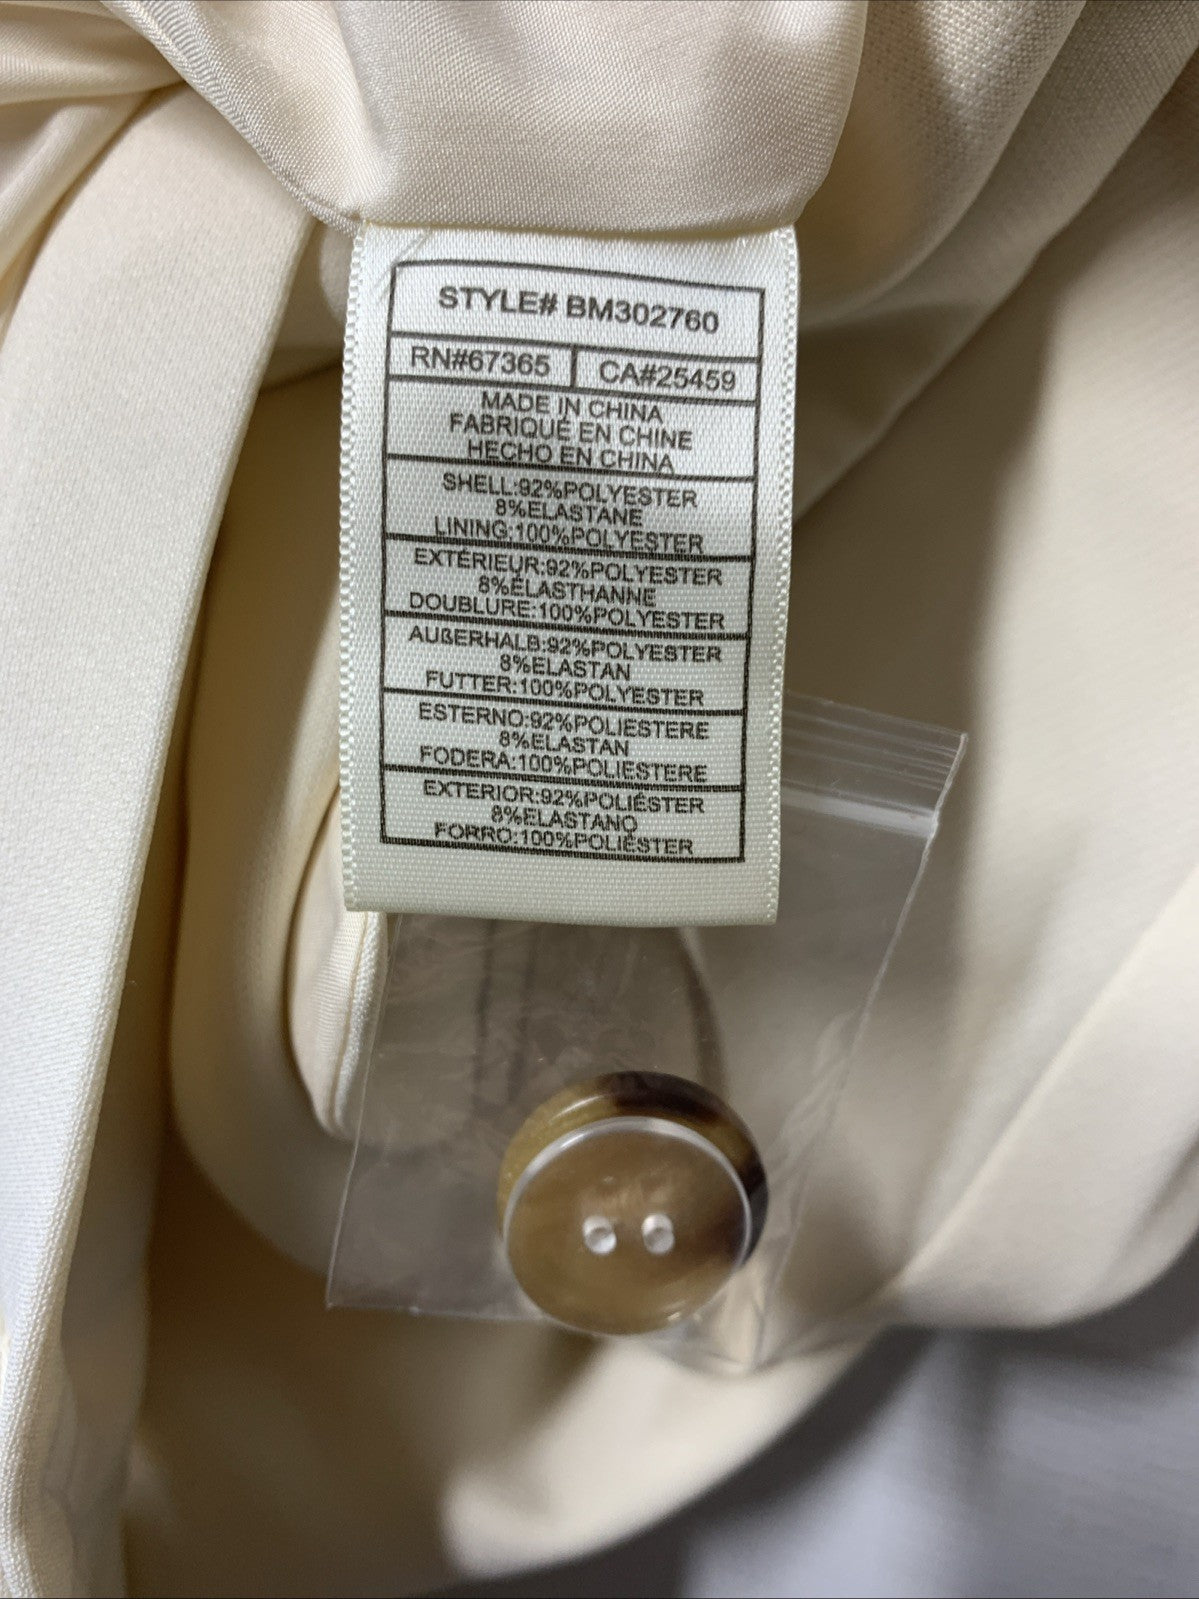 STYLE# BM302760
RN#67365 CA#25459
MADE IN CHINA
FABRIQUÉ EN CHINE
HECHO EN CHINA
SHELL:92%POLYESTER
8%ELASTANE
LINING:100%POLYESTER
EXTÉRIEUR:92%POLYESTER
8%ÉLASTHANNE
DOUBLURE:100%POLYESTER
AUßERHALB:92%POLYESTER
8%ELASTAN
FUTTER:100%POLYESTER
ESTERNO:92%POLIESTERE
8%ELASTAN
FODERA:100%POLIESTERE
EXTERIOR:92%POLIÉSTER
8%ELASTANO
FORRO:100%POLIÉSTER